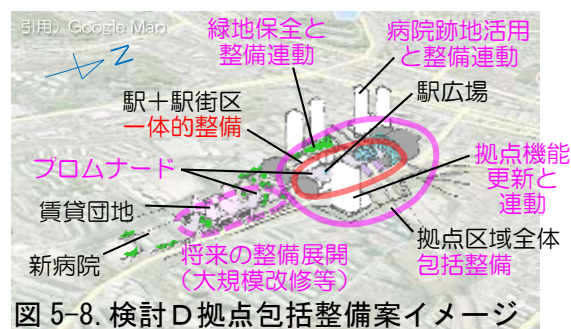 引用）Google Map
緑地保全と
整備連動
病院跡地活用
と整備連動
Z
駅＋駅街区
一体的整備
駅広場
プロムナード
拠点機能
更新と
連動
賃貸団地
新病院
将来の整備展開
（大規模改修等）
拠点区域全体
包括整備
図 5-8. 検討Ｄ拠点包括整備案イメージ